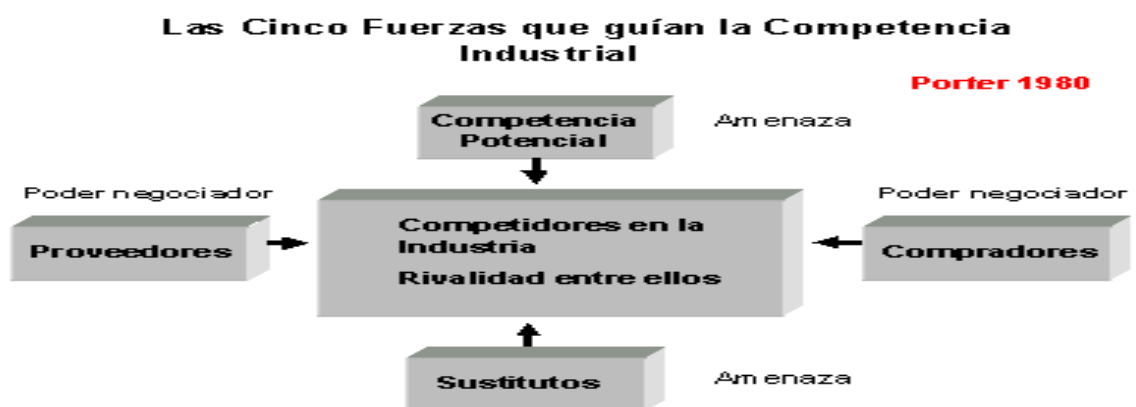 Las Cinco Fuerzas que guían la Competencia
Industrial
Porter 1980
Competencia
Potencial
Amenaza
Poder negociador
Poder negociador
Proveedores
Competidores en la
Industria
Rivalidad entre ellos
Compradores
Sustitutos
Amenaza